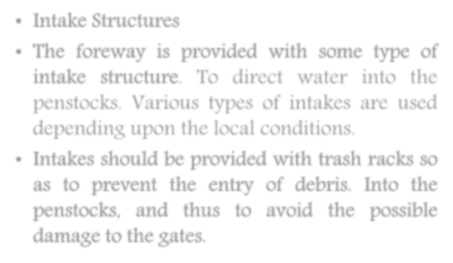 • Intake Structures
• The foreway is provided with some type of
intake structure. To direct water into the
penstocks. Various types of intakes are used
depending upon the local conditions.
• Intakes should be provided with trash racks so
as to prevent the entry of debris. Into the
penstocks, and thus to avoid the possible
damage to the gates.